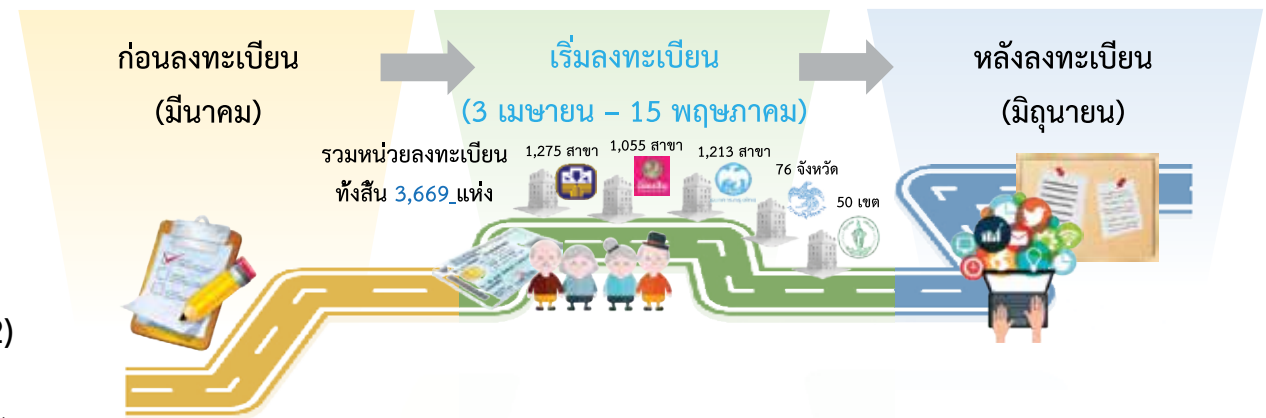 ก่อนลงทะเบียน
(มีนาคม)
เริ่มลงทะเบียน
(3 เมษายน – 15 พฤษภาคม)
หลังลงทะเบียน
(มิถุนายน)
รวมหน่วยลงทะเบียน
ทั้งสิ้น 3,669 แห่ง
1,275 สาขา
1,055 สาขา
1,213 สาขา
76 จังหวัด
50 เขต
2)